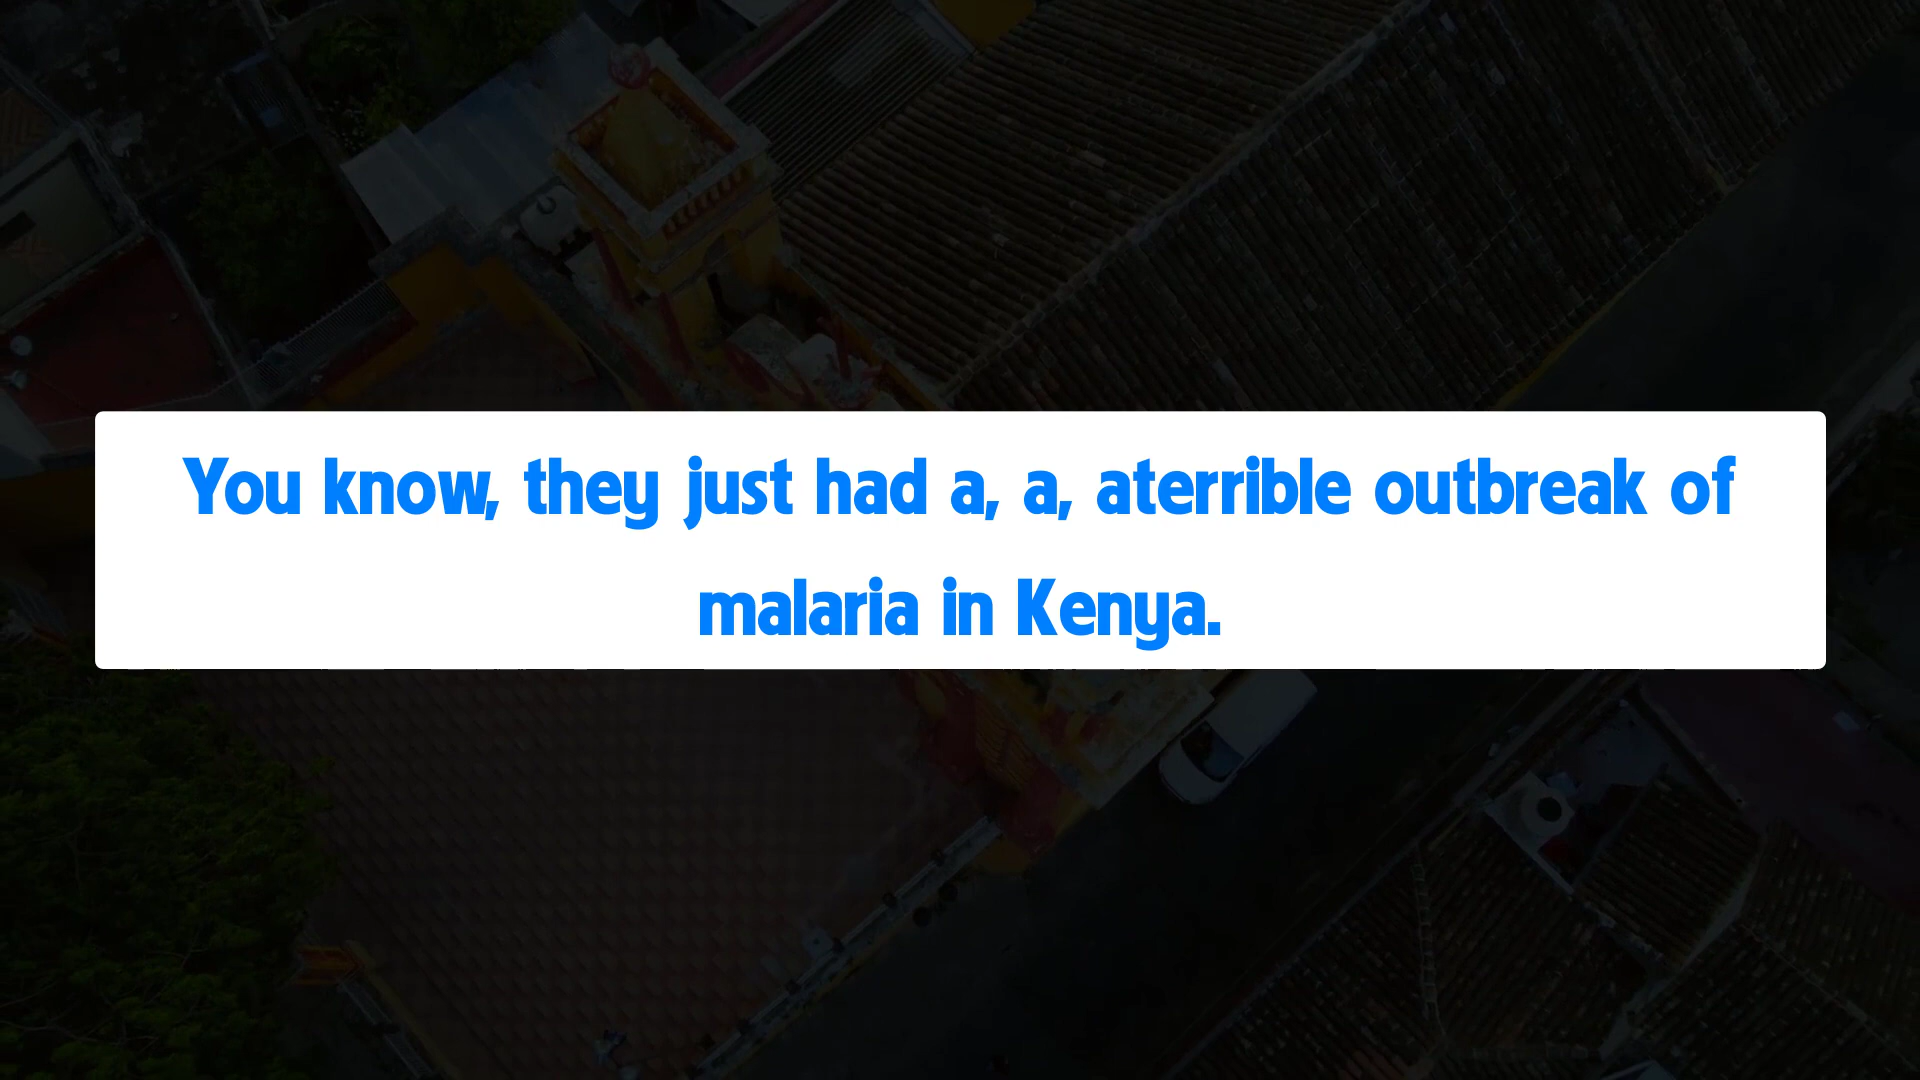 You know, they just had a, a, aterrible outbreak of
malaria in Kenya.